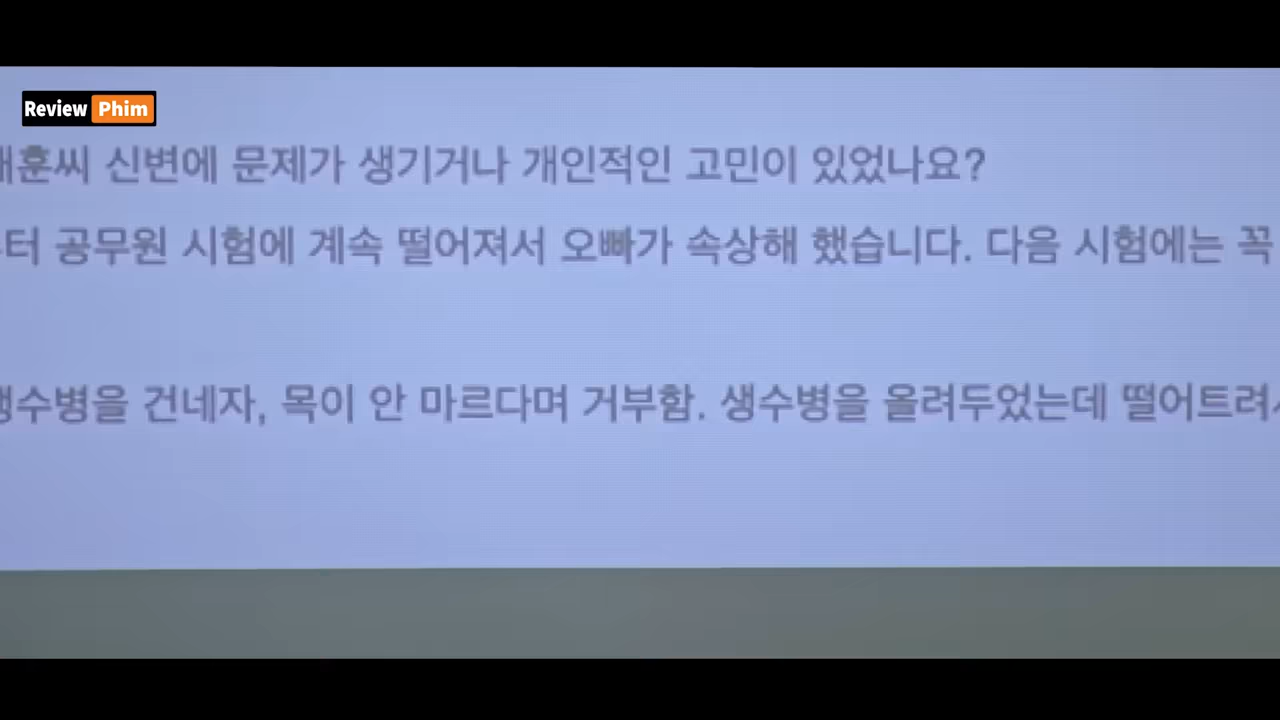 Review Phim
훈씨 신변에 문제가 생기거나 개인적인 고민이 있었나요?
터 공무원 시험에 계속 떨어져서 오빠가 속상해 했습니다. 다음 시험에는 꼭
수병을 건네자, 목이 안 마르다며 거부함. 생수병을 올려두었는데 떨어트려